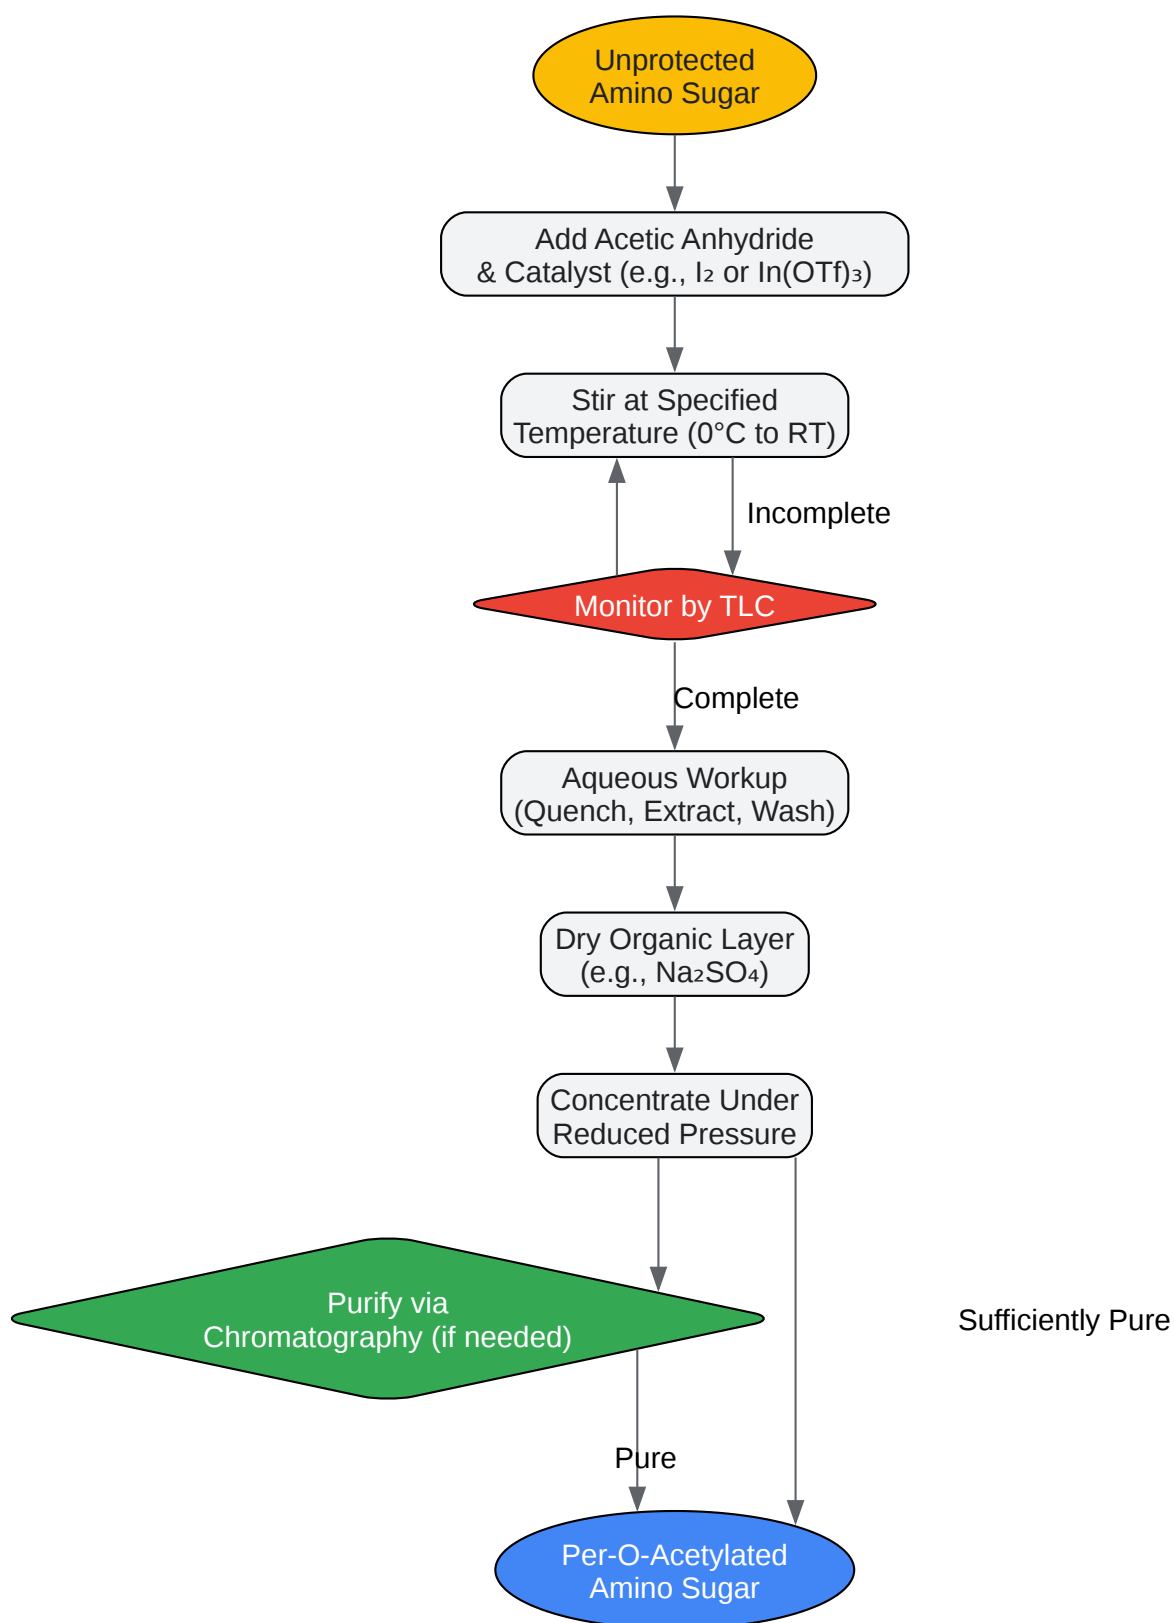 Unprotected
Amino Sugar
Add Acetic Anhydride
& Catalyst (e.g., I₂ or In(OTf)₃)
Stir at Specified
Temperature (0°C to RT)
Incomplete
Monitor by TLC
Complete
Aqueous Workup
(Quench, Extract, Wash)
Dry Organic Layer
(e.g., Na₂SO₄)
Concentrate Under
Reduced Pressure
Purify via
Chromatography (if needed)
Sufficiently Pure
Pure
Per-O-Acetylated
Amino Sugar